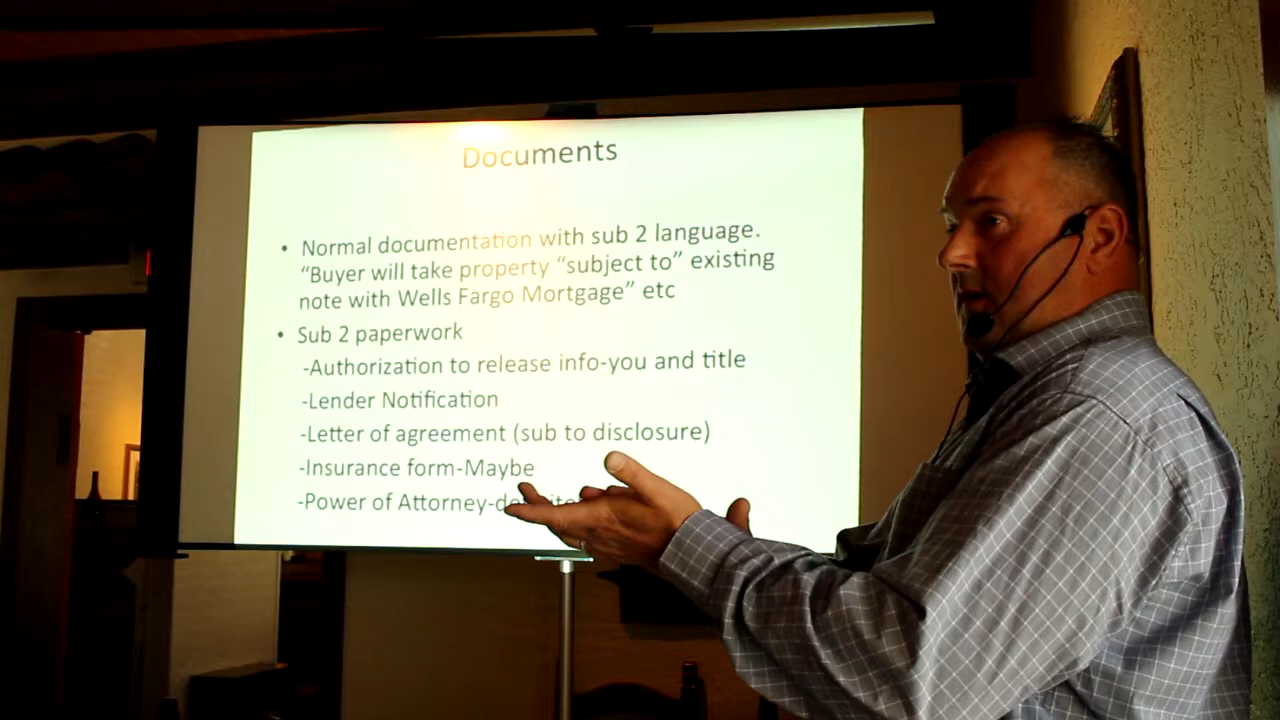 Documents
• Normal documentation with sub 2 language.
“Buyer will take property “subject to” existing
note with Wells Fargo Mortgage” etc
• Sub 2 paperwork
-Authorization to release info-you and title
-Lender Notification
-Letter of agreement (sub to disclosure)
-Insurance form-Maybe
-Power of Attorney-